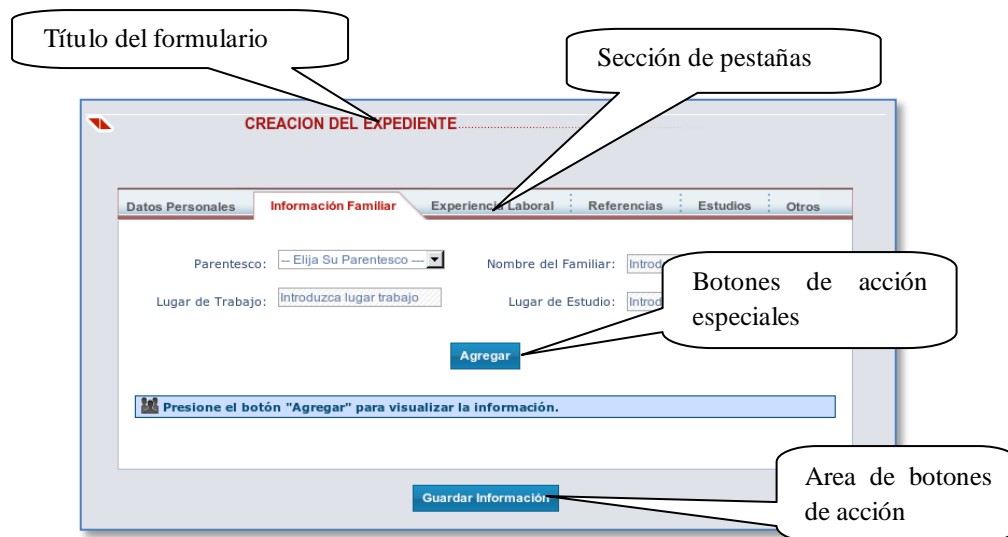 Título del formulario
Sección de pestañas
CREACION DEL EXPEDIENTE
Datos Personales Información Familiar Experiencia Laboral Referencias Estudios Otros
Parentesco: -- Elija Su Parentesco --- Nombre del Familiar:
Botones de acción
especiales
Lugar de Trabajo: Introduzca lugar trabajo Lugar de Estudio:
Agregar
Presione el botón "Agregar" para visualizar la información.
Area de botones
de acción
Guardar Información